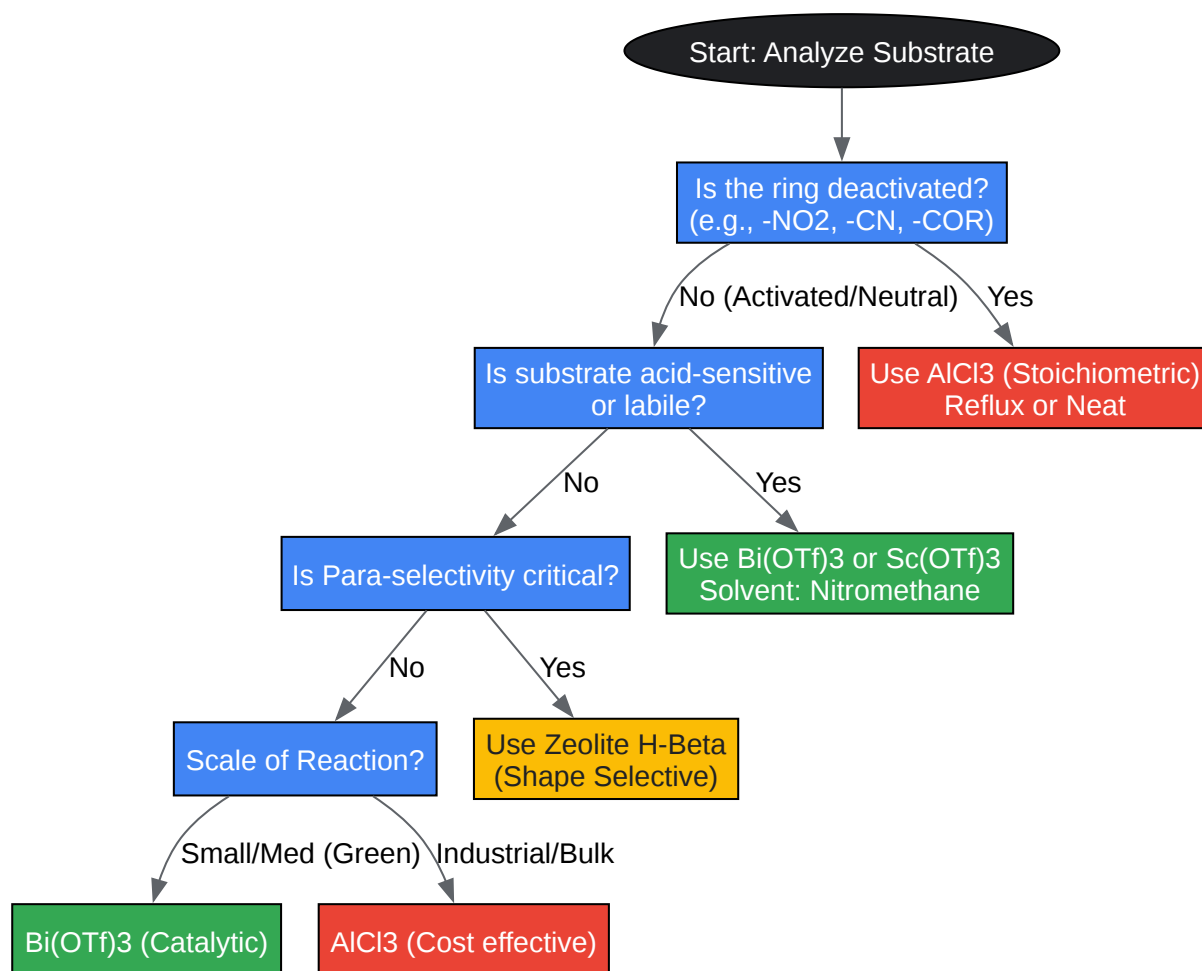 Start: Analyze Substrate
Is the ring deactivated?
(e.g., -NO2, -CN, -COR)
No (Activated/Neutral)
Yes
Is substrate acid-sensitive
or labile?
Use AlCl3 (Stoichiometric)
Reflux or Neat
No
Yes
Is Para-selectivity critical?
Use Bi(OTf)3 or Sc(OTf)3
Solvent: Nitromethane
No
Yes
Scale of Reaction?
Use Zeolite H-Beta
(Shape Selective)
Small/Med (Green)
Industrial/Bulk
Bi(OTf)3 (Catalytic)
AlCl3 (Cost effective)